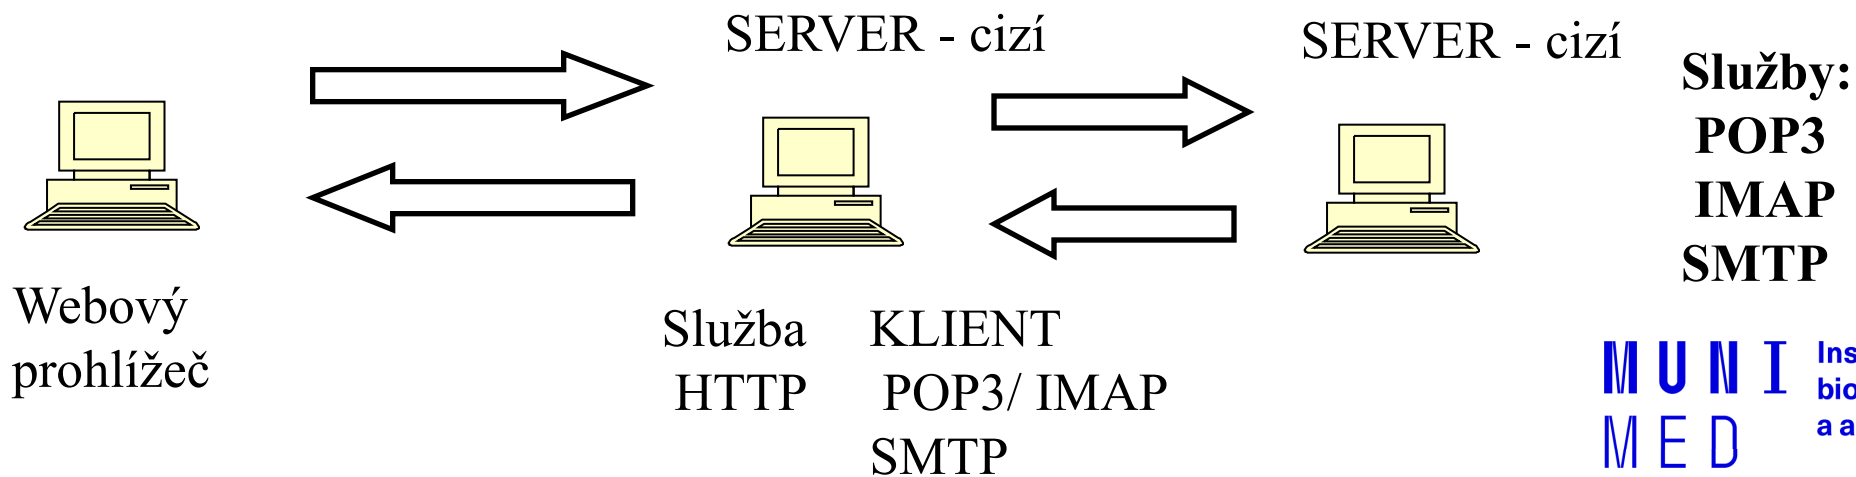 SERVER - cizí
SERVER - cizí
Služby:
POP3
IMAP
SMTP
Webový
prohlížeč
Služba KLIENT
HTTP POP3/ IMAP
SMTP
MUNI
MED
a a